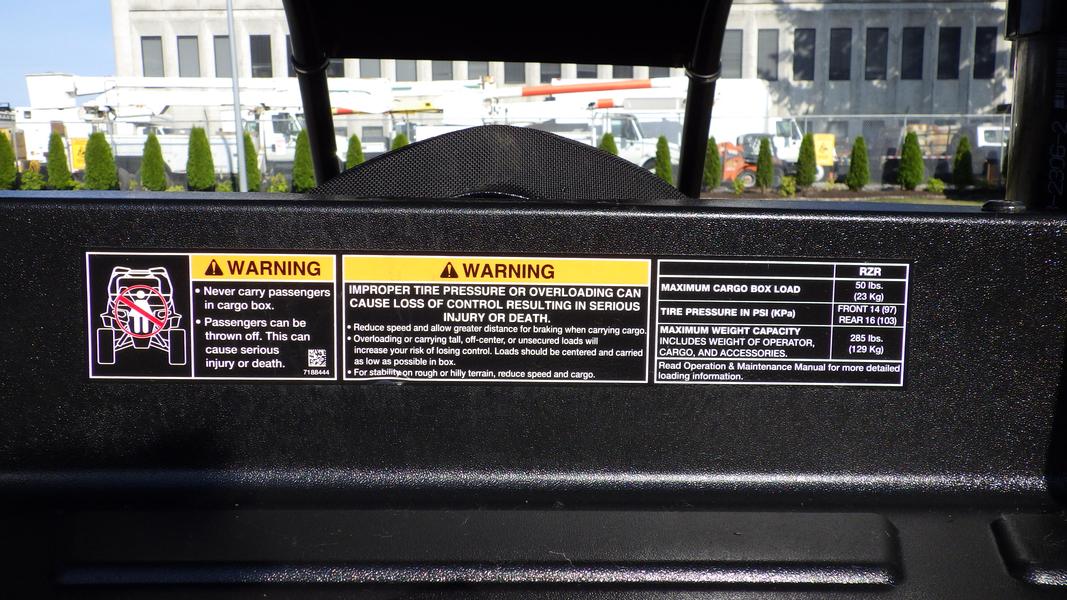 WARNING
• Never carry passengers
in cargo box.
• Passengers can be
thrown off. This can
cause serious
injury or death.
7188444
WARNING
IMPROPER TIRE PRESSURE OR OVERLOADING CAN
CAUSE LOSS OF CONTROL RESULTING IN SERIOUS
INJURY OR DEATH.
• Reduce speed and allow greater distance for braking when carrying cargo.
• Overloading or carrying tall, off-center, or unsecured loads will
increase your risk of losing control. Loads should be centered and carried
as low as possible in box.
• For stability on rough or hilly terrain, reduce speed and cargo.
RZR
MAXIMUM CARGO BOX LOAD
50 lbs.
(23 Kg)
TIRE PRESSURE IN PSI (KPa)
FRONT 14 (97)
REAR 16 (103)
MAXIMUM WEIGHT CAPACITY
INCLUDES WEIGHT OF OPERATOR,
CARGO, AND ACCESSORIES.
285 lbs.
(129 Kg)
Read Operation & Maintenance Manual for more detailed
loading information.